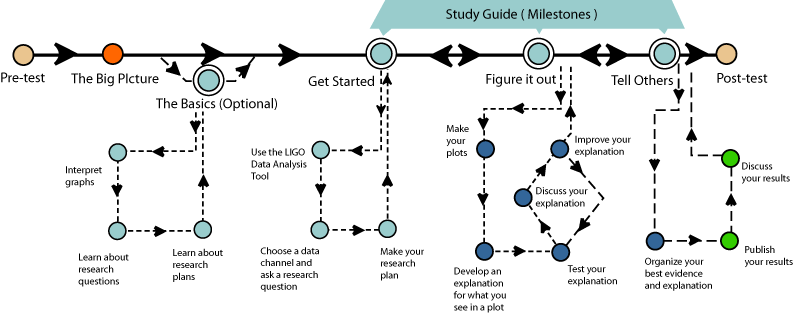 Study Guide ( Milestones )
Pre-test
The Big PIcture
The Basics (Optional)
Get Started
Figure it out
Tell Others
Post-test
Interpret
graphs
Learn about
research
questions
Learn about
research
plans
Use the LIGO
Data Analysis
Tool
Choose a data
channel and
ask a research
question
Make your
research
plan
Make
your
plots
Develop an
explanation
for what you
see in a plot
Test your
explanation
Discuss your
explanation
Improve your
explanation
Organize your
best evidence
and explanation
Publish
your results
Discuss
your results